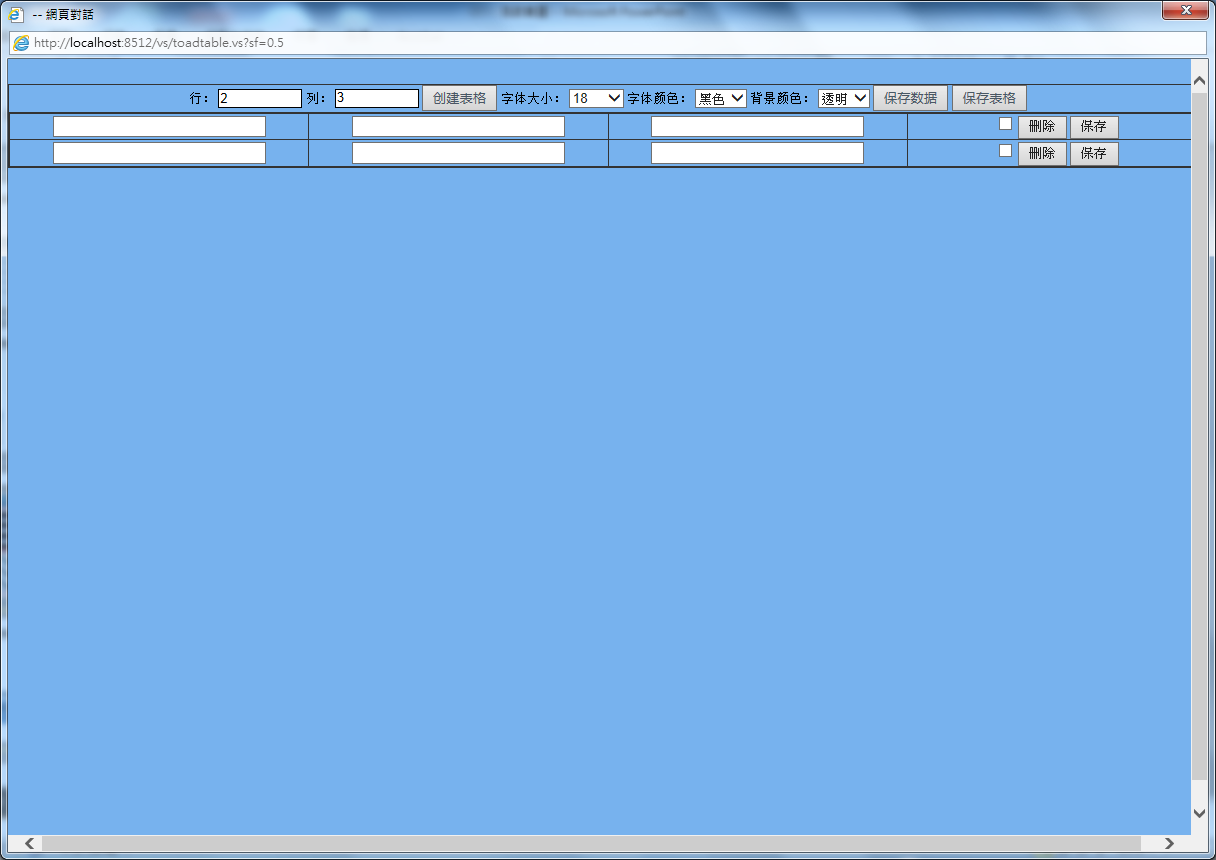 -- 網頁對話
http://localhost:8512/vs/toadtable.vs?sf=0.5
行： 2 列： 3 创建表格 字体大小： 18 字体颜色： 黑色 背景颜色： 透明 保存数据 保存表格
删除 保存
删除 保存